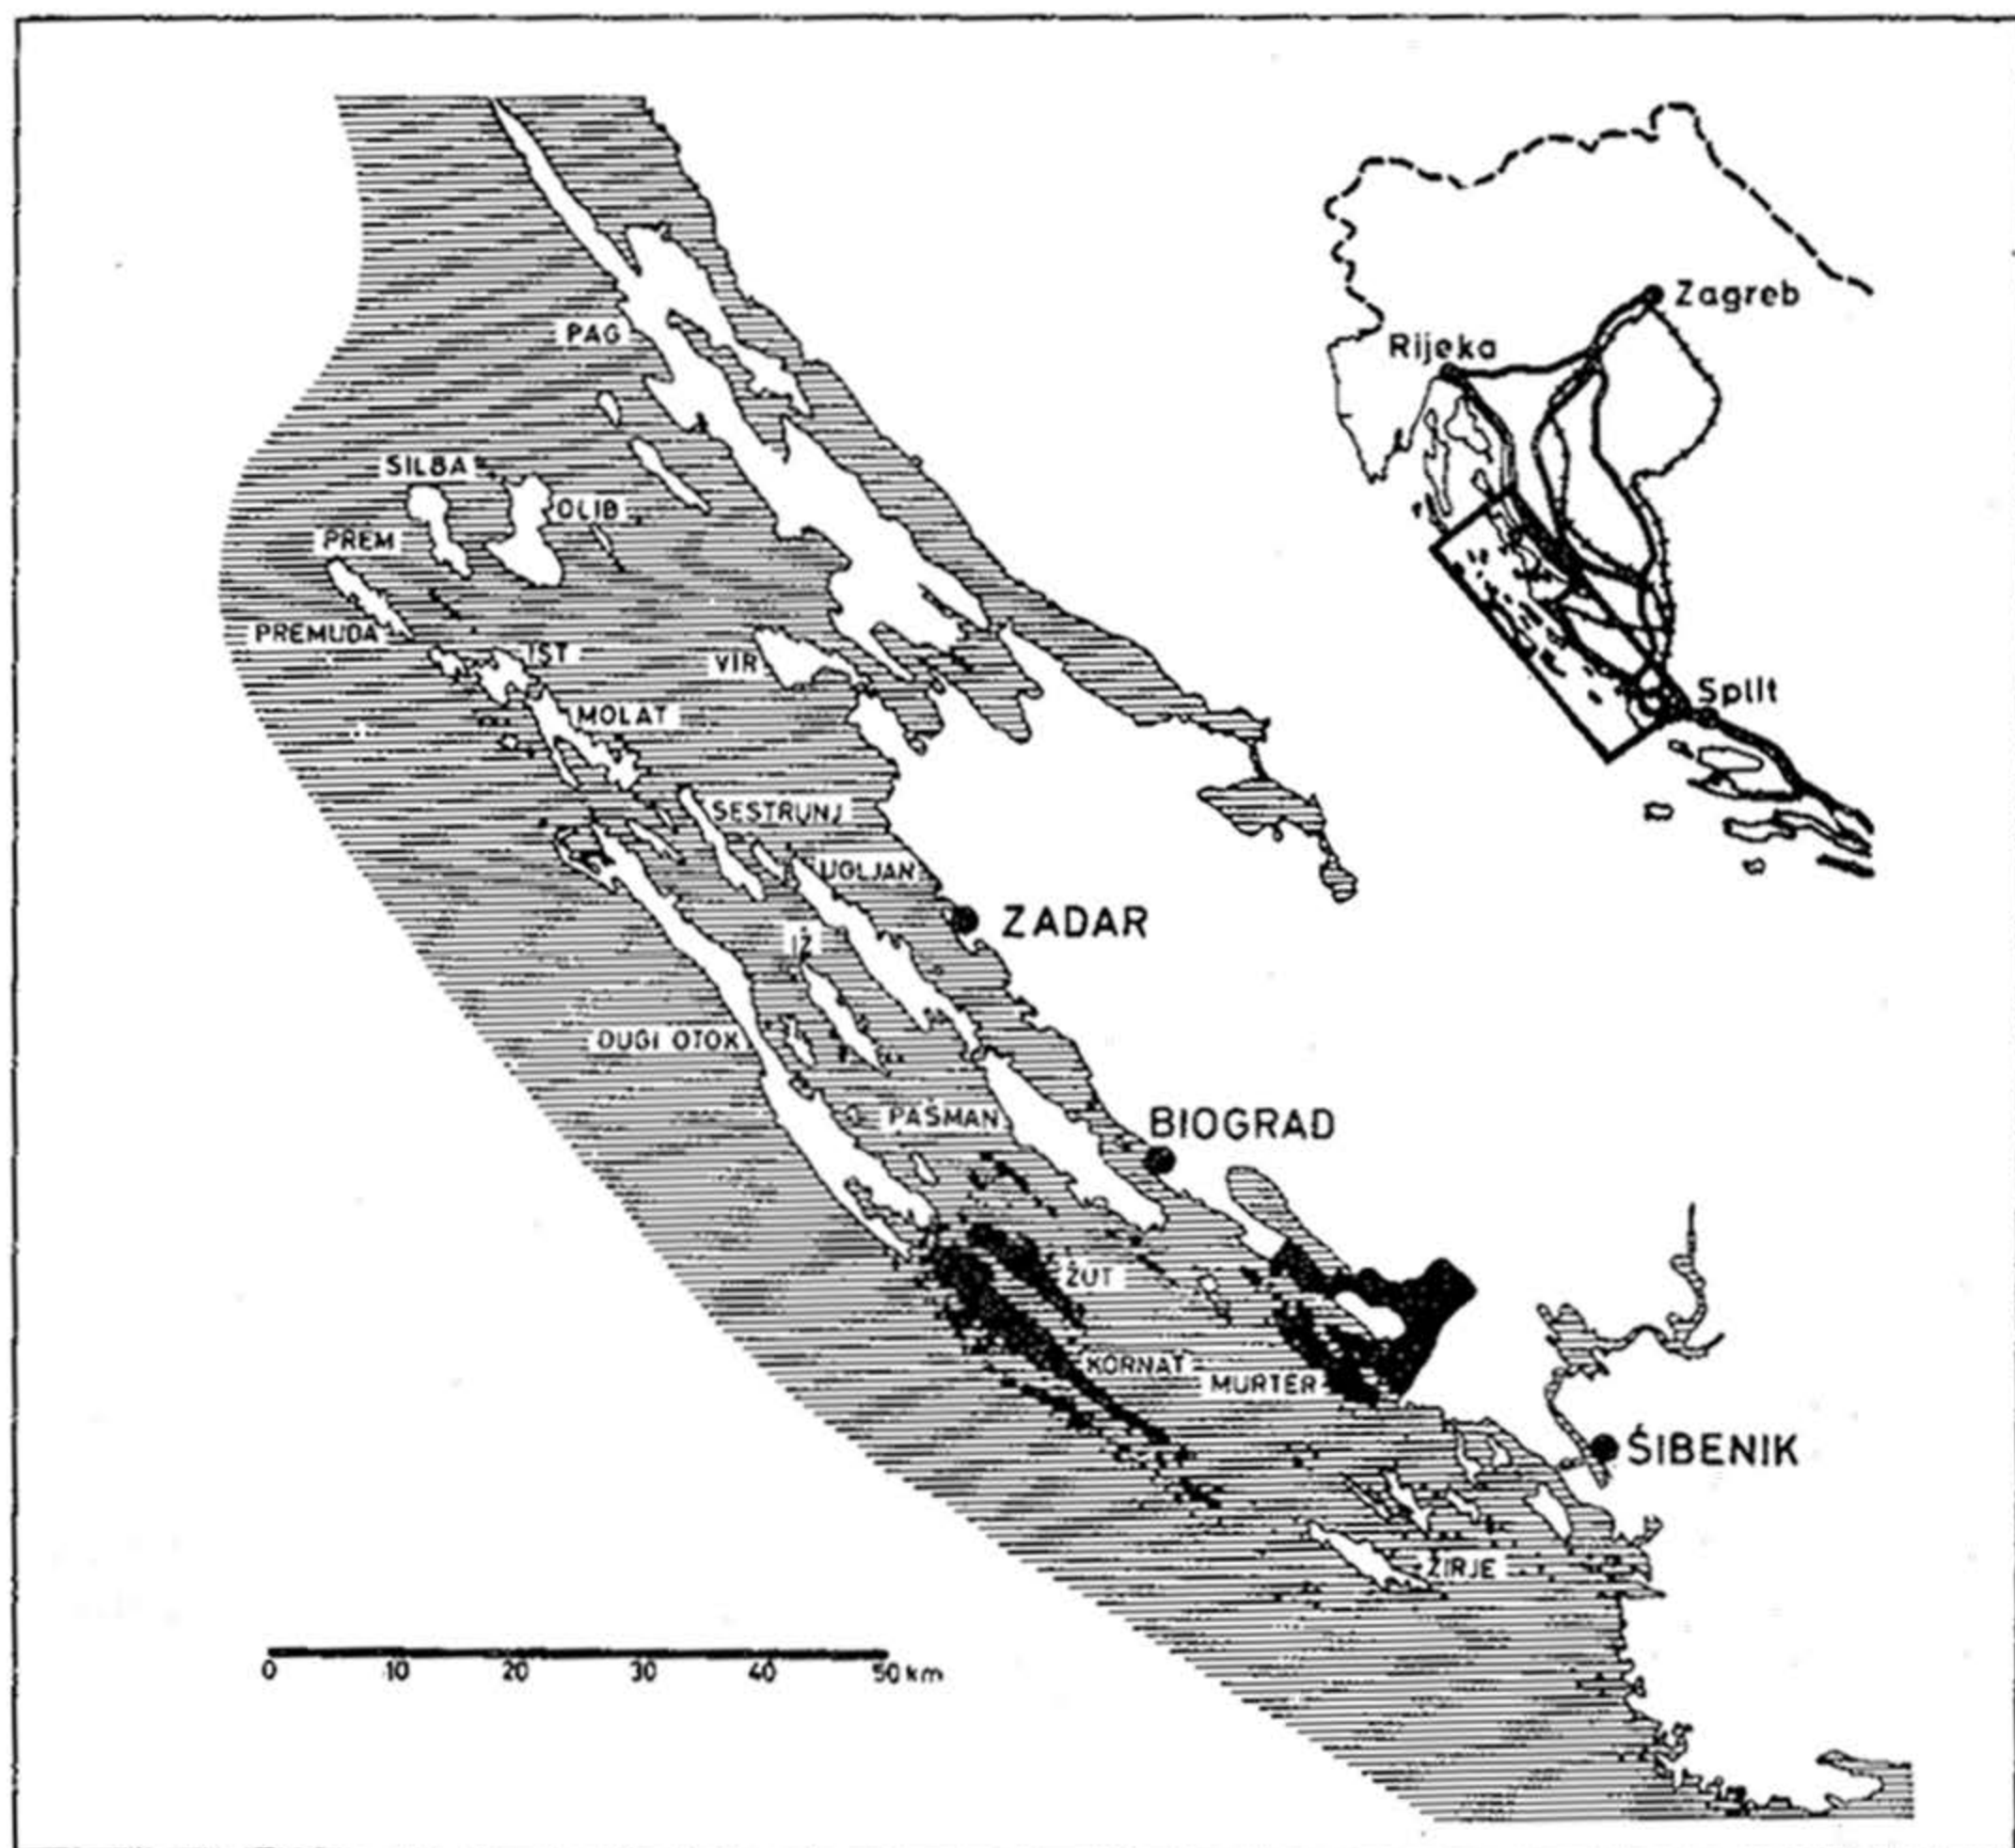 Zagreb
Rijeka
PAG
SILBA
OLIB
PREM
PREMUDA
IST
VIR
Split
MOLAT
SESTRUNJ
UGLJAN
ZADAR
IŽ
DUGI OTOK
PAŠMAN
BIOGRAD
ŽUT
KORNAT
MURTER
ŠIBENIK
ŽIRJE
0 10 20 30 40 50 km